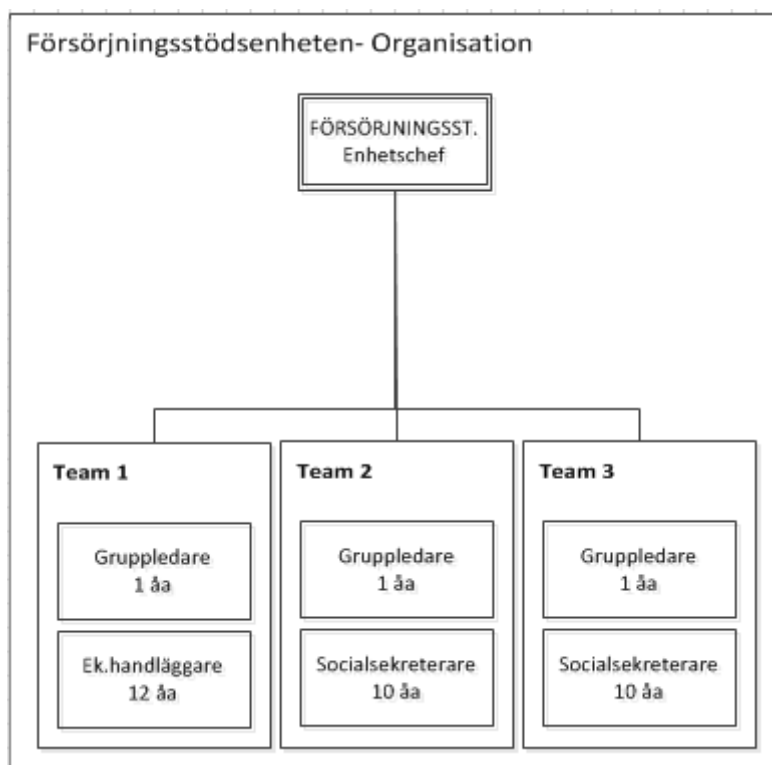 Försörjningsstödsenheten- Organisation
FÖRSÖRJNINGSST.
Enhetschef
Team 1
Gruppledare
1 åa
Ek.handläggare
12 åa
Team 2
Gruppledare
1 åa
Socialsekreterare
10 åa
Team 3
Gruppledare
1 åa
Socialsekreterare
10 åa